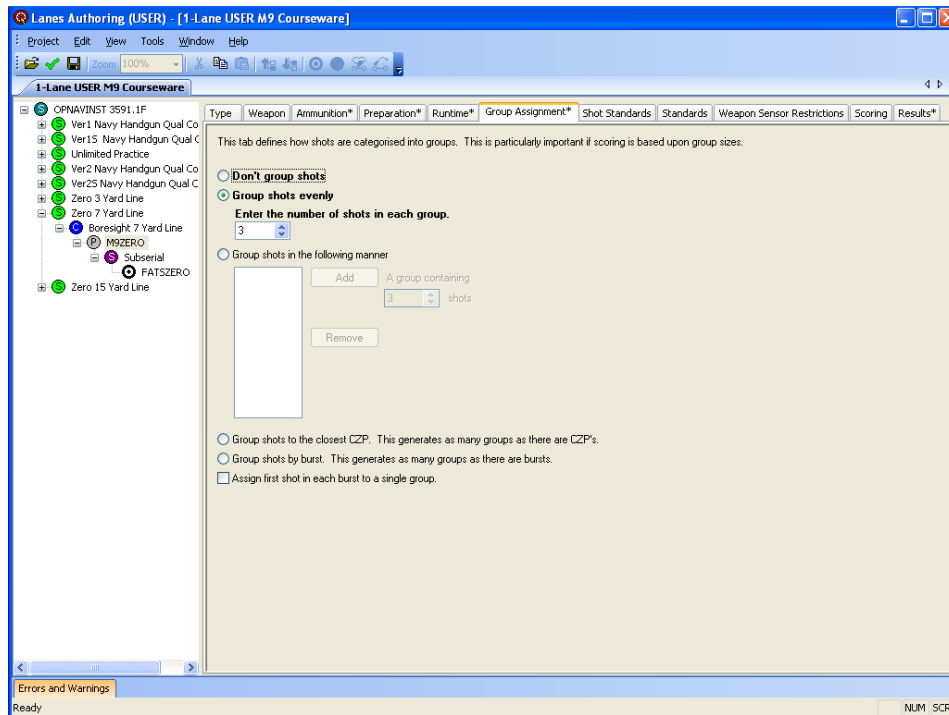 Lanes Authoring (USER) - [1-Lane USER M9 Courseware]
Project Edit View Tools Window Help
Zoom 100%
1-Lane USER M9 Courseware
OPNAVINST 3591.1F
Ver1 Navy Handgun Qual Co
Ver1S Navy Handgun Qual C
Unlimited Practice
Ver2 Navy Handgun Qual Co
Ver2S Navy Handgun Qual C
Zero 3 Yard Line
Zero 7 Yard Line
Boresight 7 Yard Line
M9ZERO
Subserial
FATSZERO
Zero 15 Yard Line
Type Weapon Ammunition* Preparation* Runtime* Group Assignment* Shot Standards Standards Weapon Sensor Restrictions Scoring Results*
This tab defines how shots are categorised into groups. This is particularly important if scoring is based upon group sizes.
Don't group shots
Group shots evenly
Enter the number of shots in each group.
3
Group shots in the following manner
Add A group containing
3 shots
Remove
Group shots to the closest CZP. This generates as many groups as there are CZP's.
Group shots by burst. This generates as many groups as there are bursts.
Assign first shot in each burst to a single group.
Errors and Warnings
Ready NUM SCR